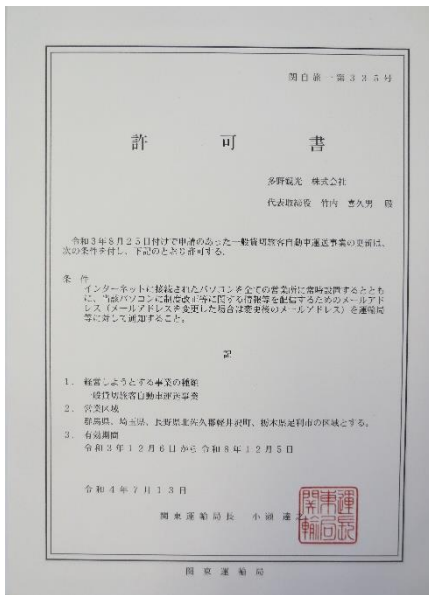 関自旅一第335号
許可書
多野観光 株式会社
代表取締役 竹内 喜久男 殿
令和3年8月25日付けで申請のあった一般貸切旅客自動車運送事業の更新は、
次の条件を付し、下記のとおり許可する。
条件
インターネットに接続されたパソコンを全ての営業所に常時設置するととも
に、当該パソコンに制度改正等に関する情報等を配信するためのメールアド
レス（メールアドレスを変更した場合は変更後のメールアドレス）を運輸局
等に対して通知すること。
記
1． 経営しようとする事業の種類
一般貸切旅客自動車運送事業
2． 営業区域
群馬県、埼玉県、長野県北佐久郡軽井沢町、栃木県足利市の区域とする。
3． 有効期間
令和3年12月6日から令和8年12月5日
令和4年7月13日
関東運輸局長 小瀬 達之
関東運輸局長
関東運輸局